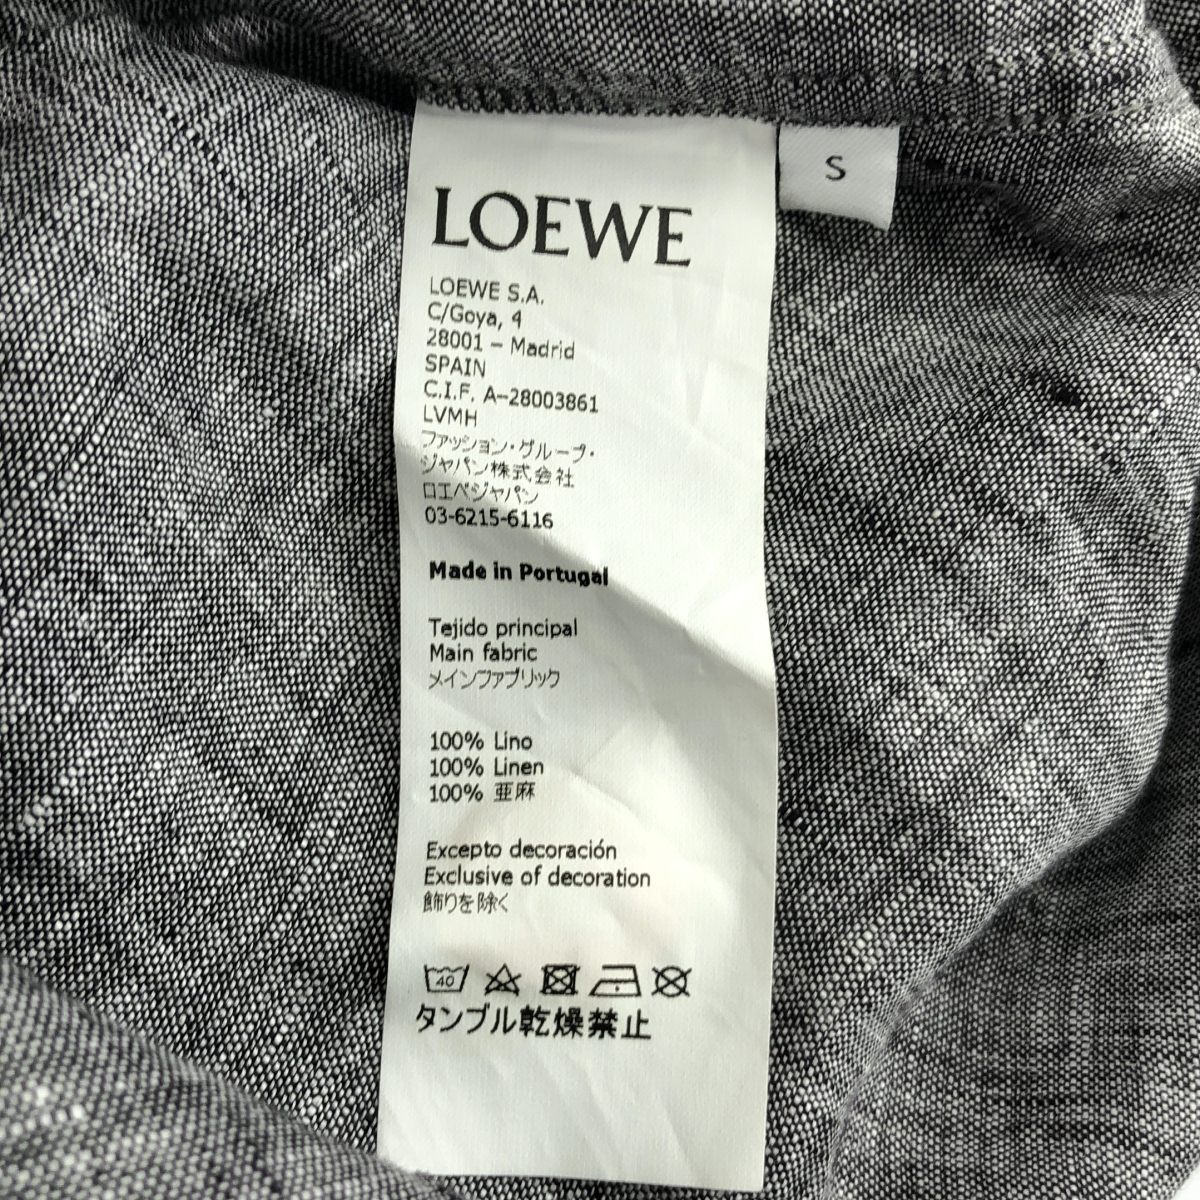 LOEWE
S
LOEWE S.A.
C/Goya, 4
28001 – Madrid
SPAIN
C.I.F. A-28003861
LVMH
ファッション・グループ・
ジャパン株式会社
ロエベジャパン
03-6215-6116
Made in Portugal
Tejido principal
Main fabric
メインファブリック
100% Lino
100% Linen
100% 亜麻
Excepto decoración
Exclusive of decoration
飾りを除く
40
タンブル乾燥禁止